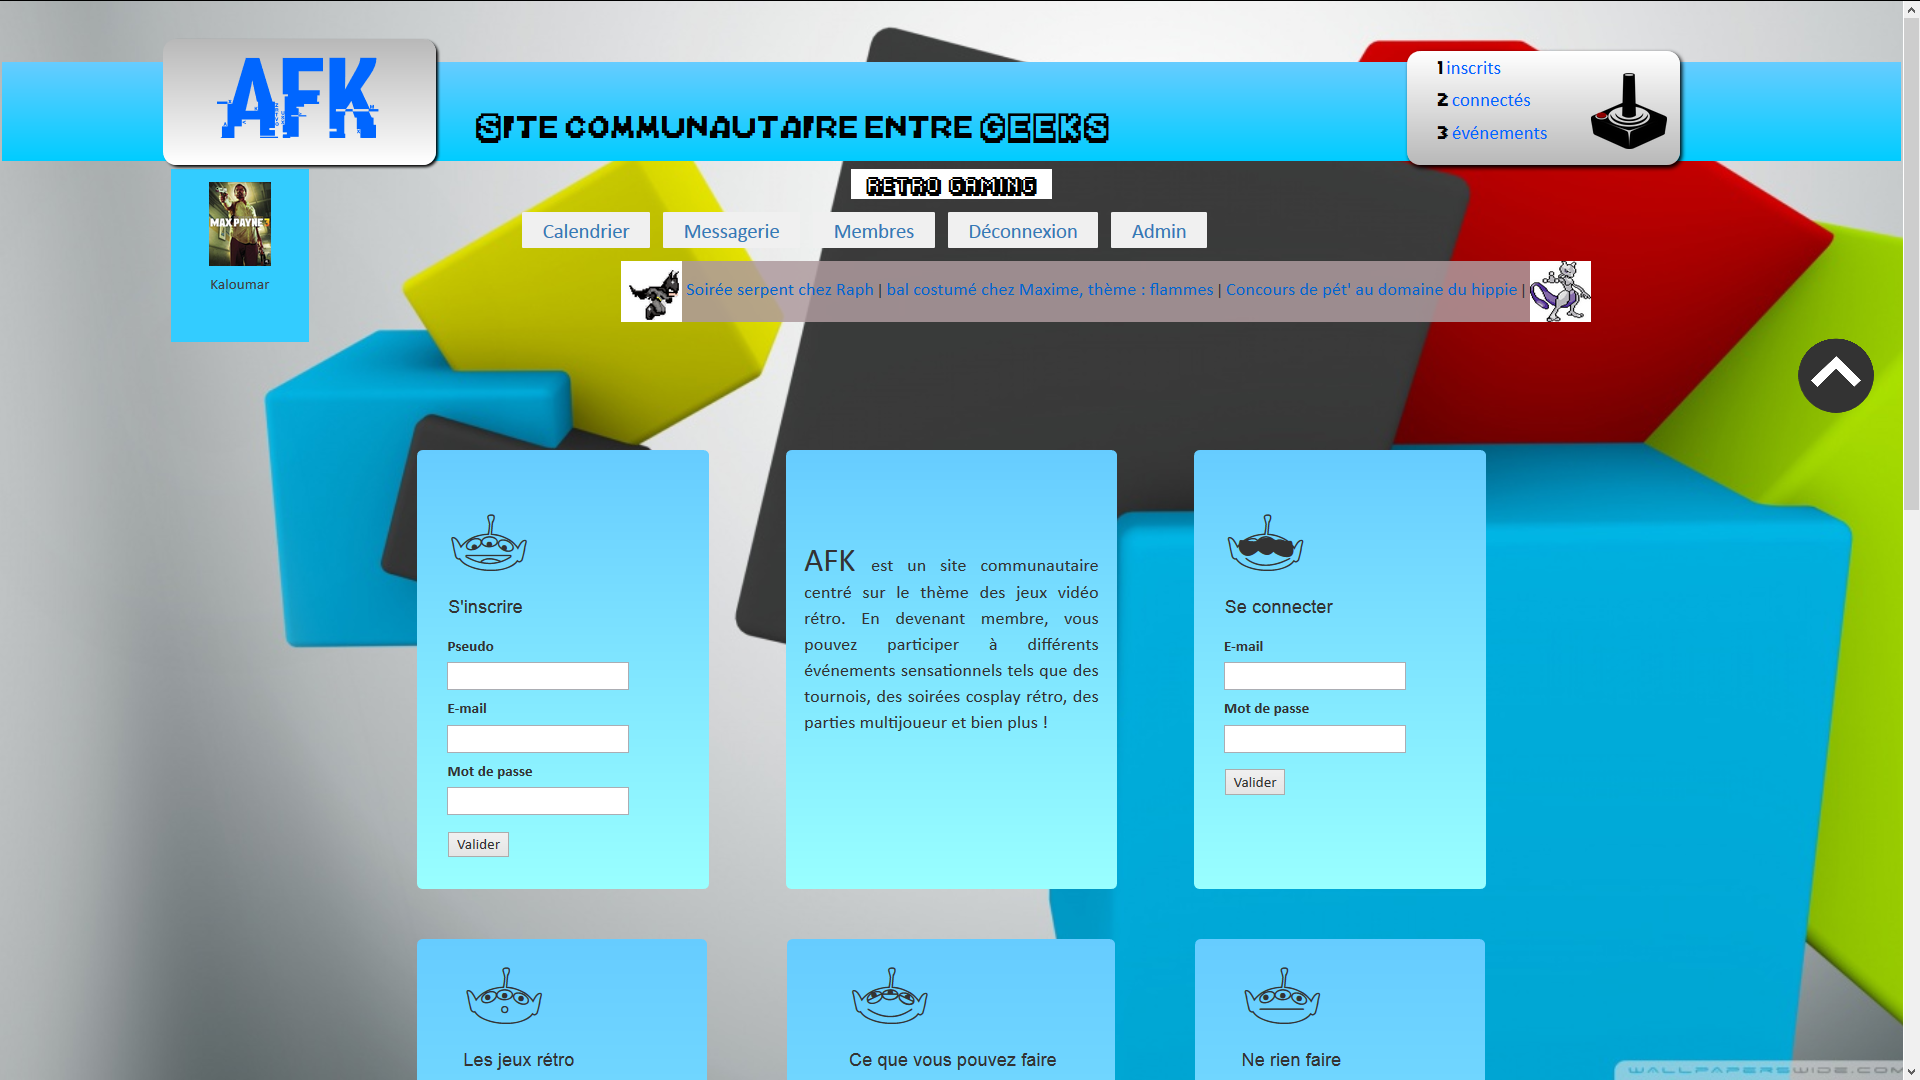 AFK
Site communautaire entre GEEKS
1 inscrits
2 connectés
3 événements
MAX PAYNE 3
Kaloumar
RETRO GAMING
Calendrier
Messagerie
Membres
Déconnexion
Admin
Soirée serpent chez Raph | bal costumé chez Maxime, thème : flammes | Concours de pét' au domaine du hippie |
S'inscrire
Pseudo
E-mail
Mot de passe
Valider
AFK est un site communautaire
centré sur le thème des jeux vidéo
rétro. En devenant membre, vous
pouvez participer à différents
événements sensationnels tels que des
tournois, des soirées cosplay rétro, des
parties multijoueur et bien plus !
Se connecter
E-mail
Mot de passe
Valider
Les jeux rétro
Ce que vous pouvez faire
Ne rien faire
WALLPAPERSWIDE.COM